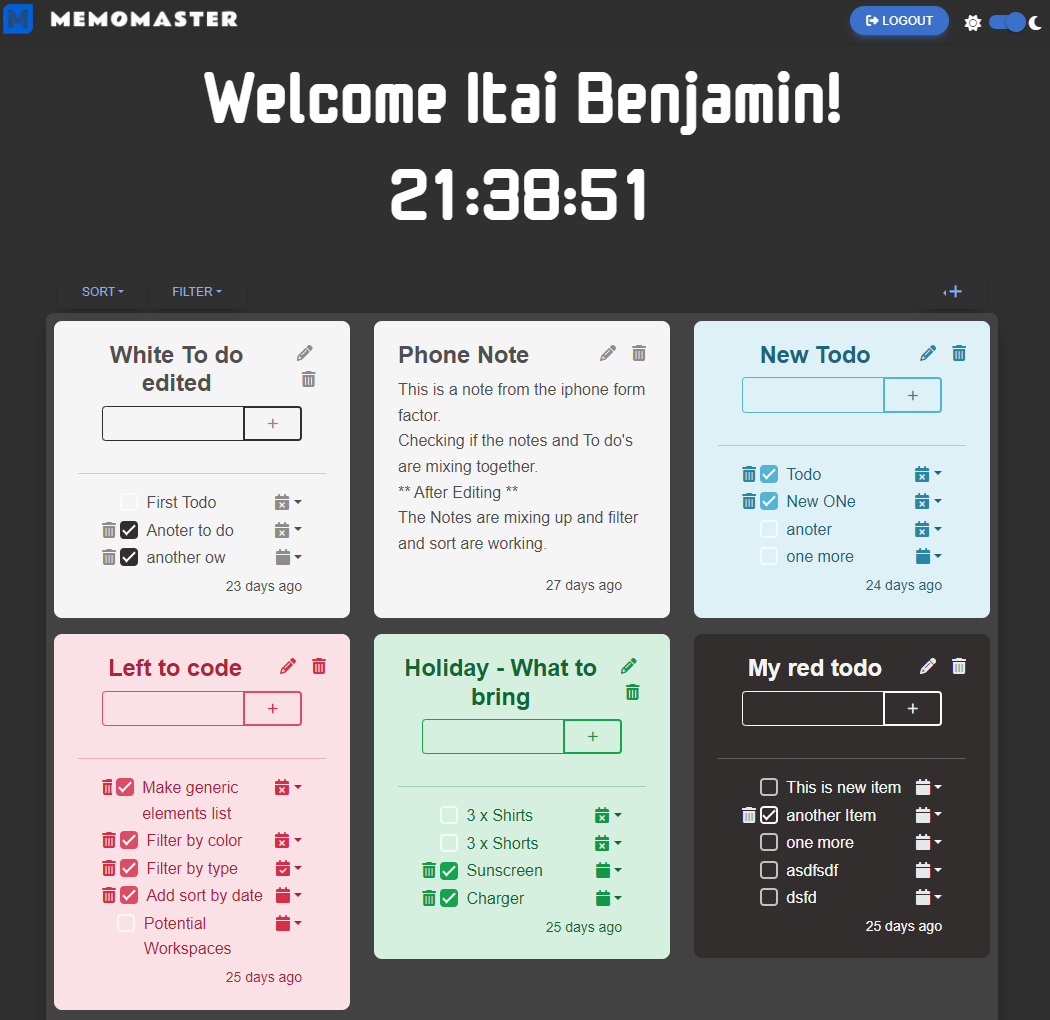 M MEMOMASTER
LOGOUT
Welcome Itai Benjamin!
21:38:51
SORT
FILTER
+
White To do
edited
+
First Todo
Anoter to do
another ow
23 days ago
Phone Note
This is a note from the iphone form
factor.
Checking if the notes and To do's
are mixing together.
** After Editing **
The Notes are mixing up and filter
and sort are working.
27 days ago
New Todo
+
Todo
New ONe
anoter
one more
24 days ago
Left to code
+
Make generic
elements list
Filter by color
Filter by type
Add sort by date
Potential
Workspaces
25 days ago
Holiday - What to
bring
+
3 x Shirts
3 x Shorts
Sunscreen
Charger
25 days ago
My red todo
+
This is new item
another Item
one more
asdfsdf
dsfd
25 days ago